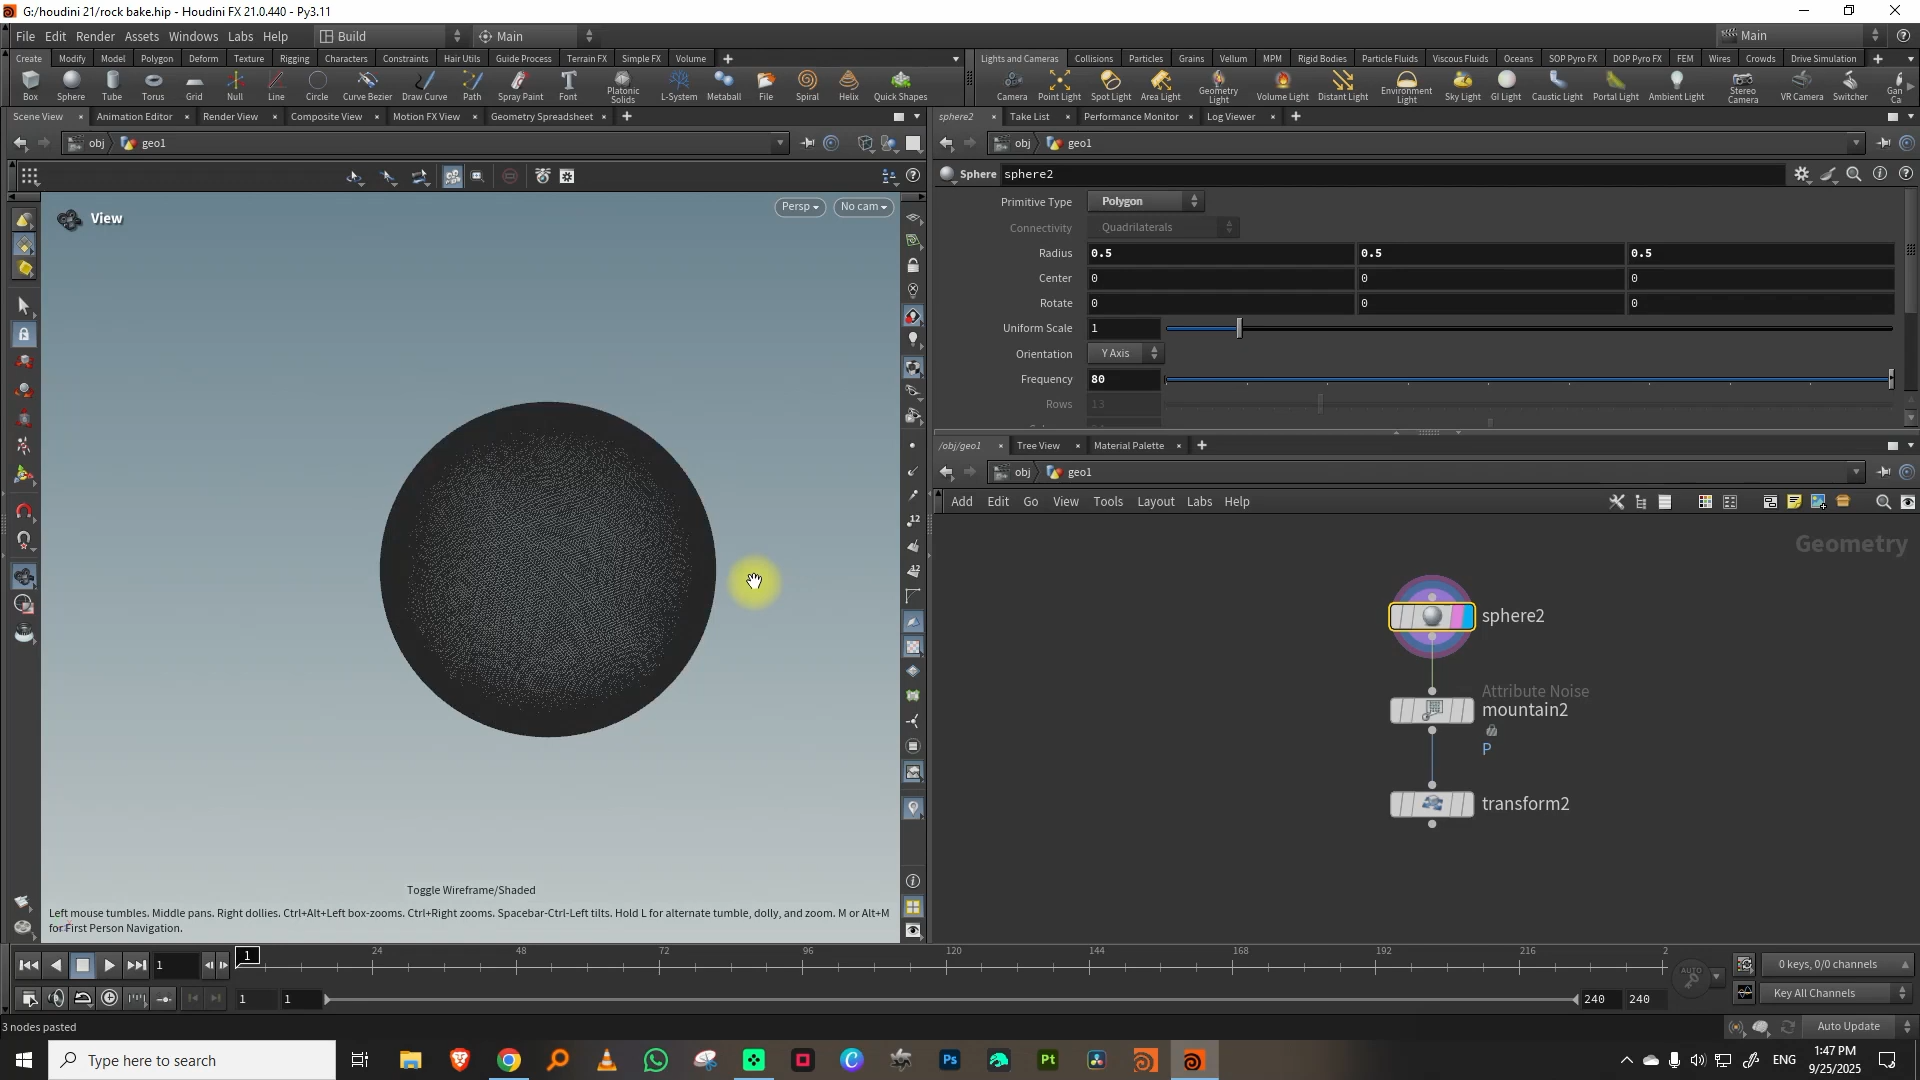 G:/houdini 21/rock bake.hip - Houdini FX 21.0.440 - Py3.11
File Edit Render Assets Windows Labs Help Build Main Main
Create Modify Model Polygon Deform Texture Rigging Characters Constraints Hair Utils Guide Process Terrain FX Simple FX Volume
Lights and Cameras Collisions Particles Grains Vellum MPM Rigid Bodies Particle Fluids Viscous Fluids Oceans SOP Pyro FX DOP Pyro FX FEM Wires Crowds Drive Simulation
Box Sphere Tube Torus Grid Null Line Circle Curve Bezier Draw Curve Path Spray Paint Font Platonic Solids L-System Metaball File Spiral Helix Quick Shapes
Camera Point Light Spot Light Area Light Geometry Light Volume Light Distant Light Environment Light Sky Light GI Light Caustic Light Portal Light Ambient Light Stereo Camera VR Camera Switcher Gan Ca
Scene View Animation Editor Render View Composite View Motion FX View Geometry Spreadsheet
sphere2 Take List Performance Monitor Log Viewer
obj geo1
obj geo1
Sphere sphere2
View
Persp No cam
Primitive Type Polygon
Connectivity Quadrilaterals
Radius 0.5 0.5 0.5
Center 0 0 0
Rotate 0 0 0
Uniform Scale 1
Orientation Y Axis
Frequency 80
Rows 13
/obj/geo1 Tree View Material Palette
obj geo1
Add Edit Go View Tools Layout Labs Help
Geometry
sphere2
Attribute Noise
mountain2
P
transform2
12
12
Toggle Wireframe/Shaded
Left mouse tumbles. Middle pans. Right dollies. Ctrl+Alt+Left box-zooms. Ctrl+Right zooms. Spacebar-Ctrl-Left tilts. Hold L for alternate tumble, dolly, and zoom. M or Alt+M
for First Person Navigation.
1 1 24 48 72 96 120 144 168 192 216 2
AUTO 0 keys, 0/0 channels
1 1 240 240 Key All Channels
3 nodes pasted Auto Update
Type here to search
Ps Pt
ENG 1:47 PM
9/25/2025